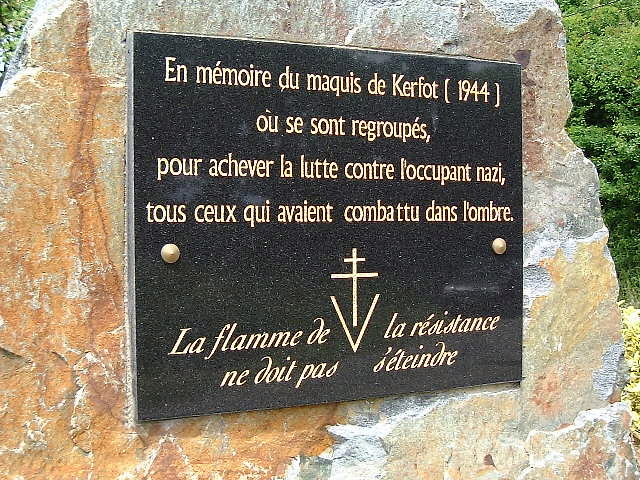 En mémoire du maquis de Kerfot ( 1944 )
où se sont regroupés,
pour achever la lutte contre l'occupant nazi,
tous ceux qui avaient combattu dans l'ombre.
La flamme de la résistance
ne doit pas s'éteindre